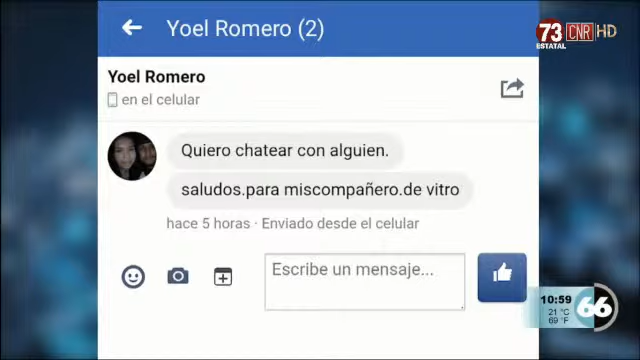 Yoel Romero (2)
73 CNR HD
ESTATAL
Yoel Romero
en el celular
Quiero chatear con alguien.
saludos.para miscompañero.de vitro
hace 5 horas · Enviado desde el celular
Escribe un mensaje...
10:59
21 °C
69 °F
66